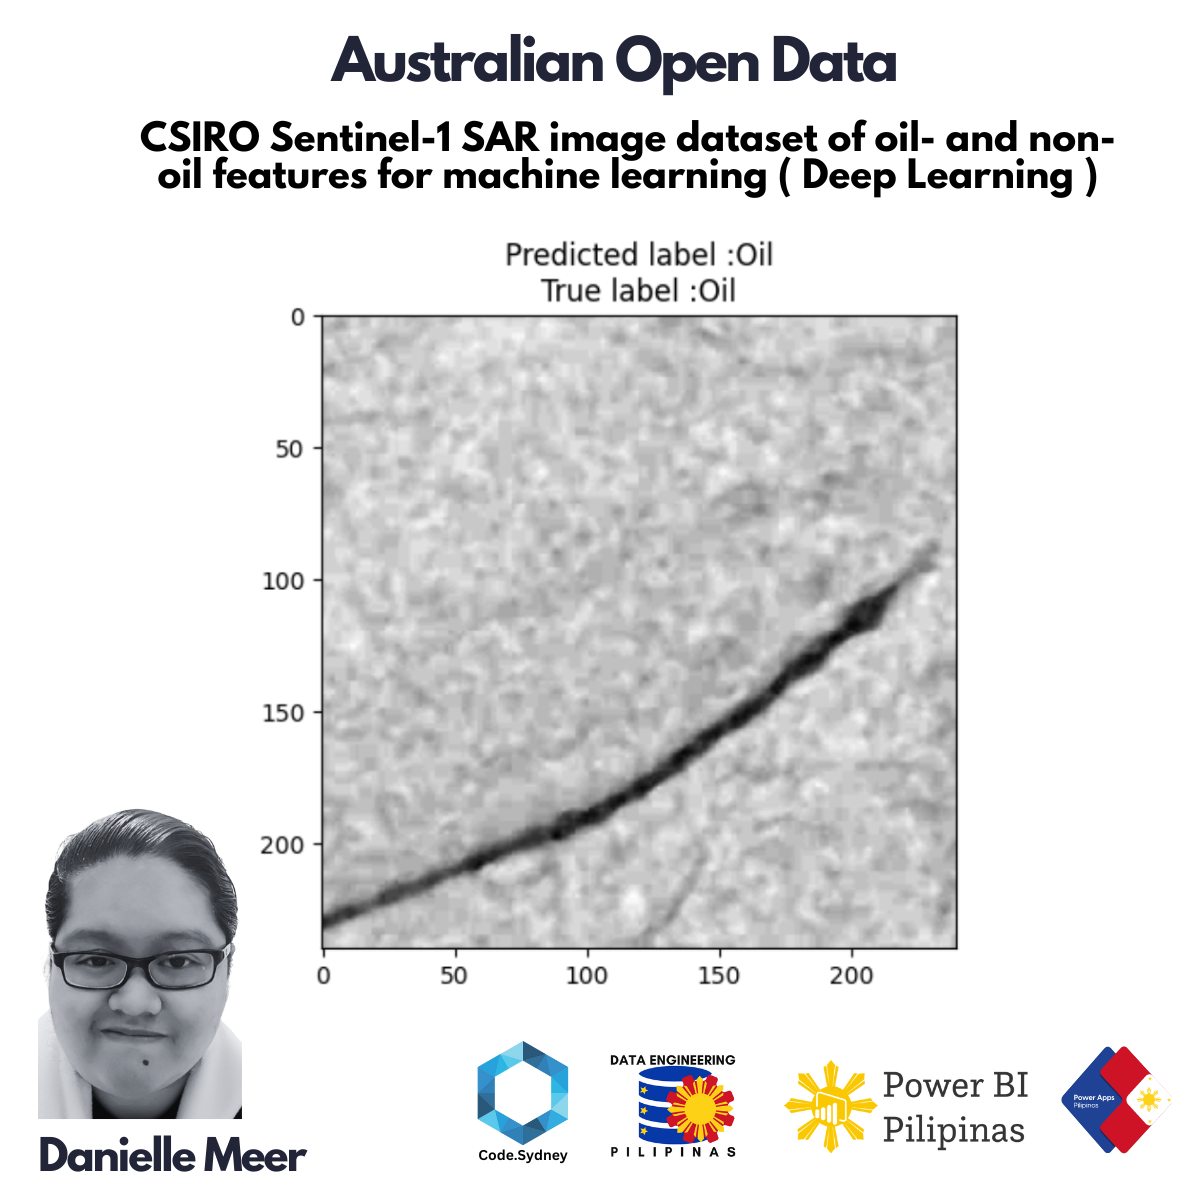 Australian Open Data
CSIRO Sentinel-1 SAR image dataset of oil- and non-
oil features for machine learning ( Deep Learning )
Predicted label :Oil
True label :Oil
0
50
100
150
200
0 50 100 150 200
Danielle Meer
Code.Sydney
DATA ENGINEERING
PILIPINAS
Power BI
Pilipinas
Power Apps
Pilipinas